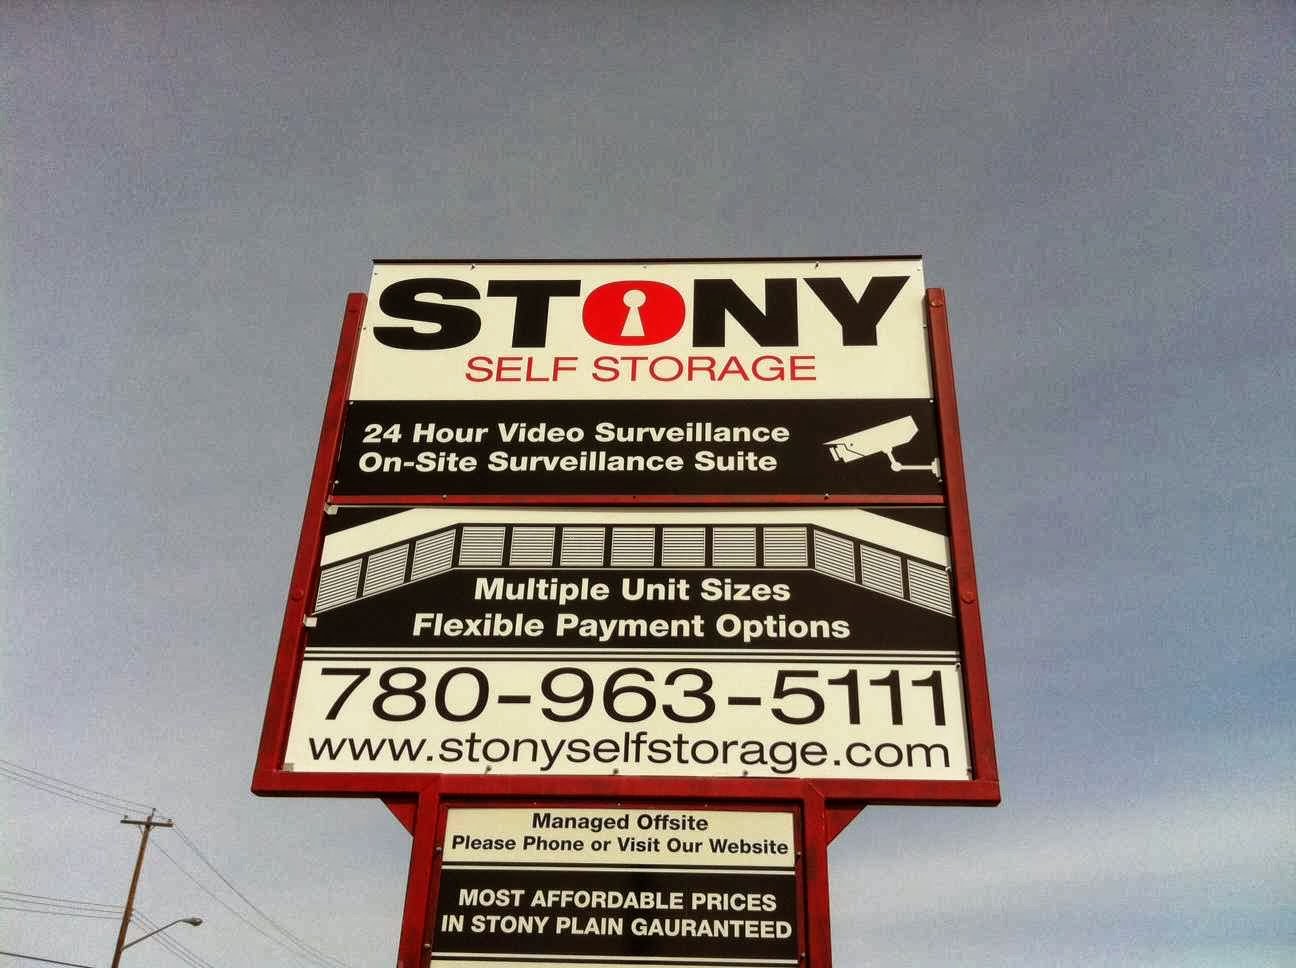 STONY
SELF STORAGE
24 Hour Video Surveillance
On-Site Surveillance Suite
Multiple Unit Sizes
Flexible Payment Options
780-963-5111
www.stonyselfstorage.com
Managed Offsite
Please Phone or Visit Our Website
MOST AFFORDABLE PRICES
IN STONY PLAIN GAURANTEED